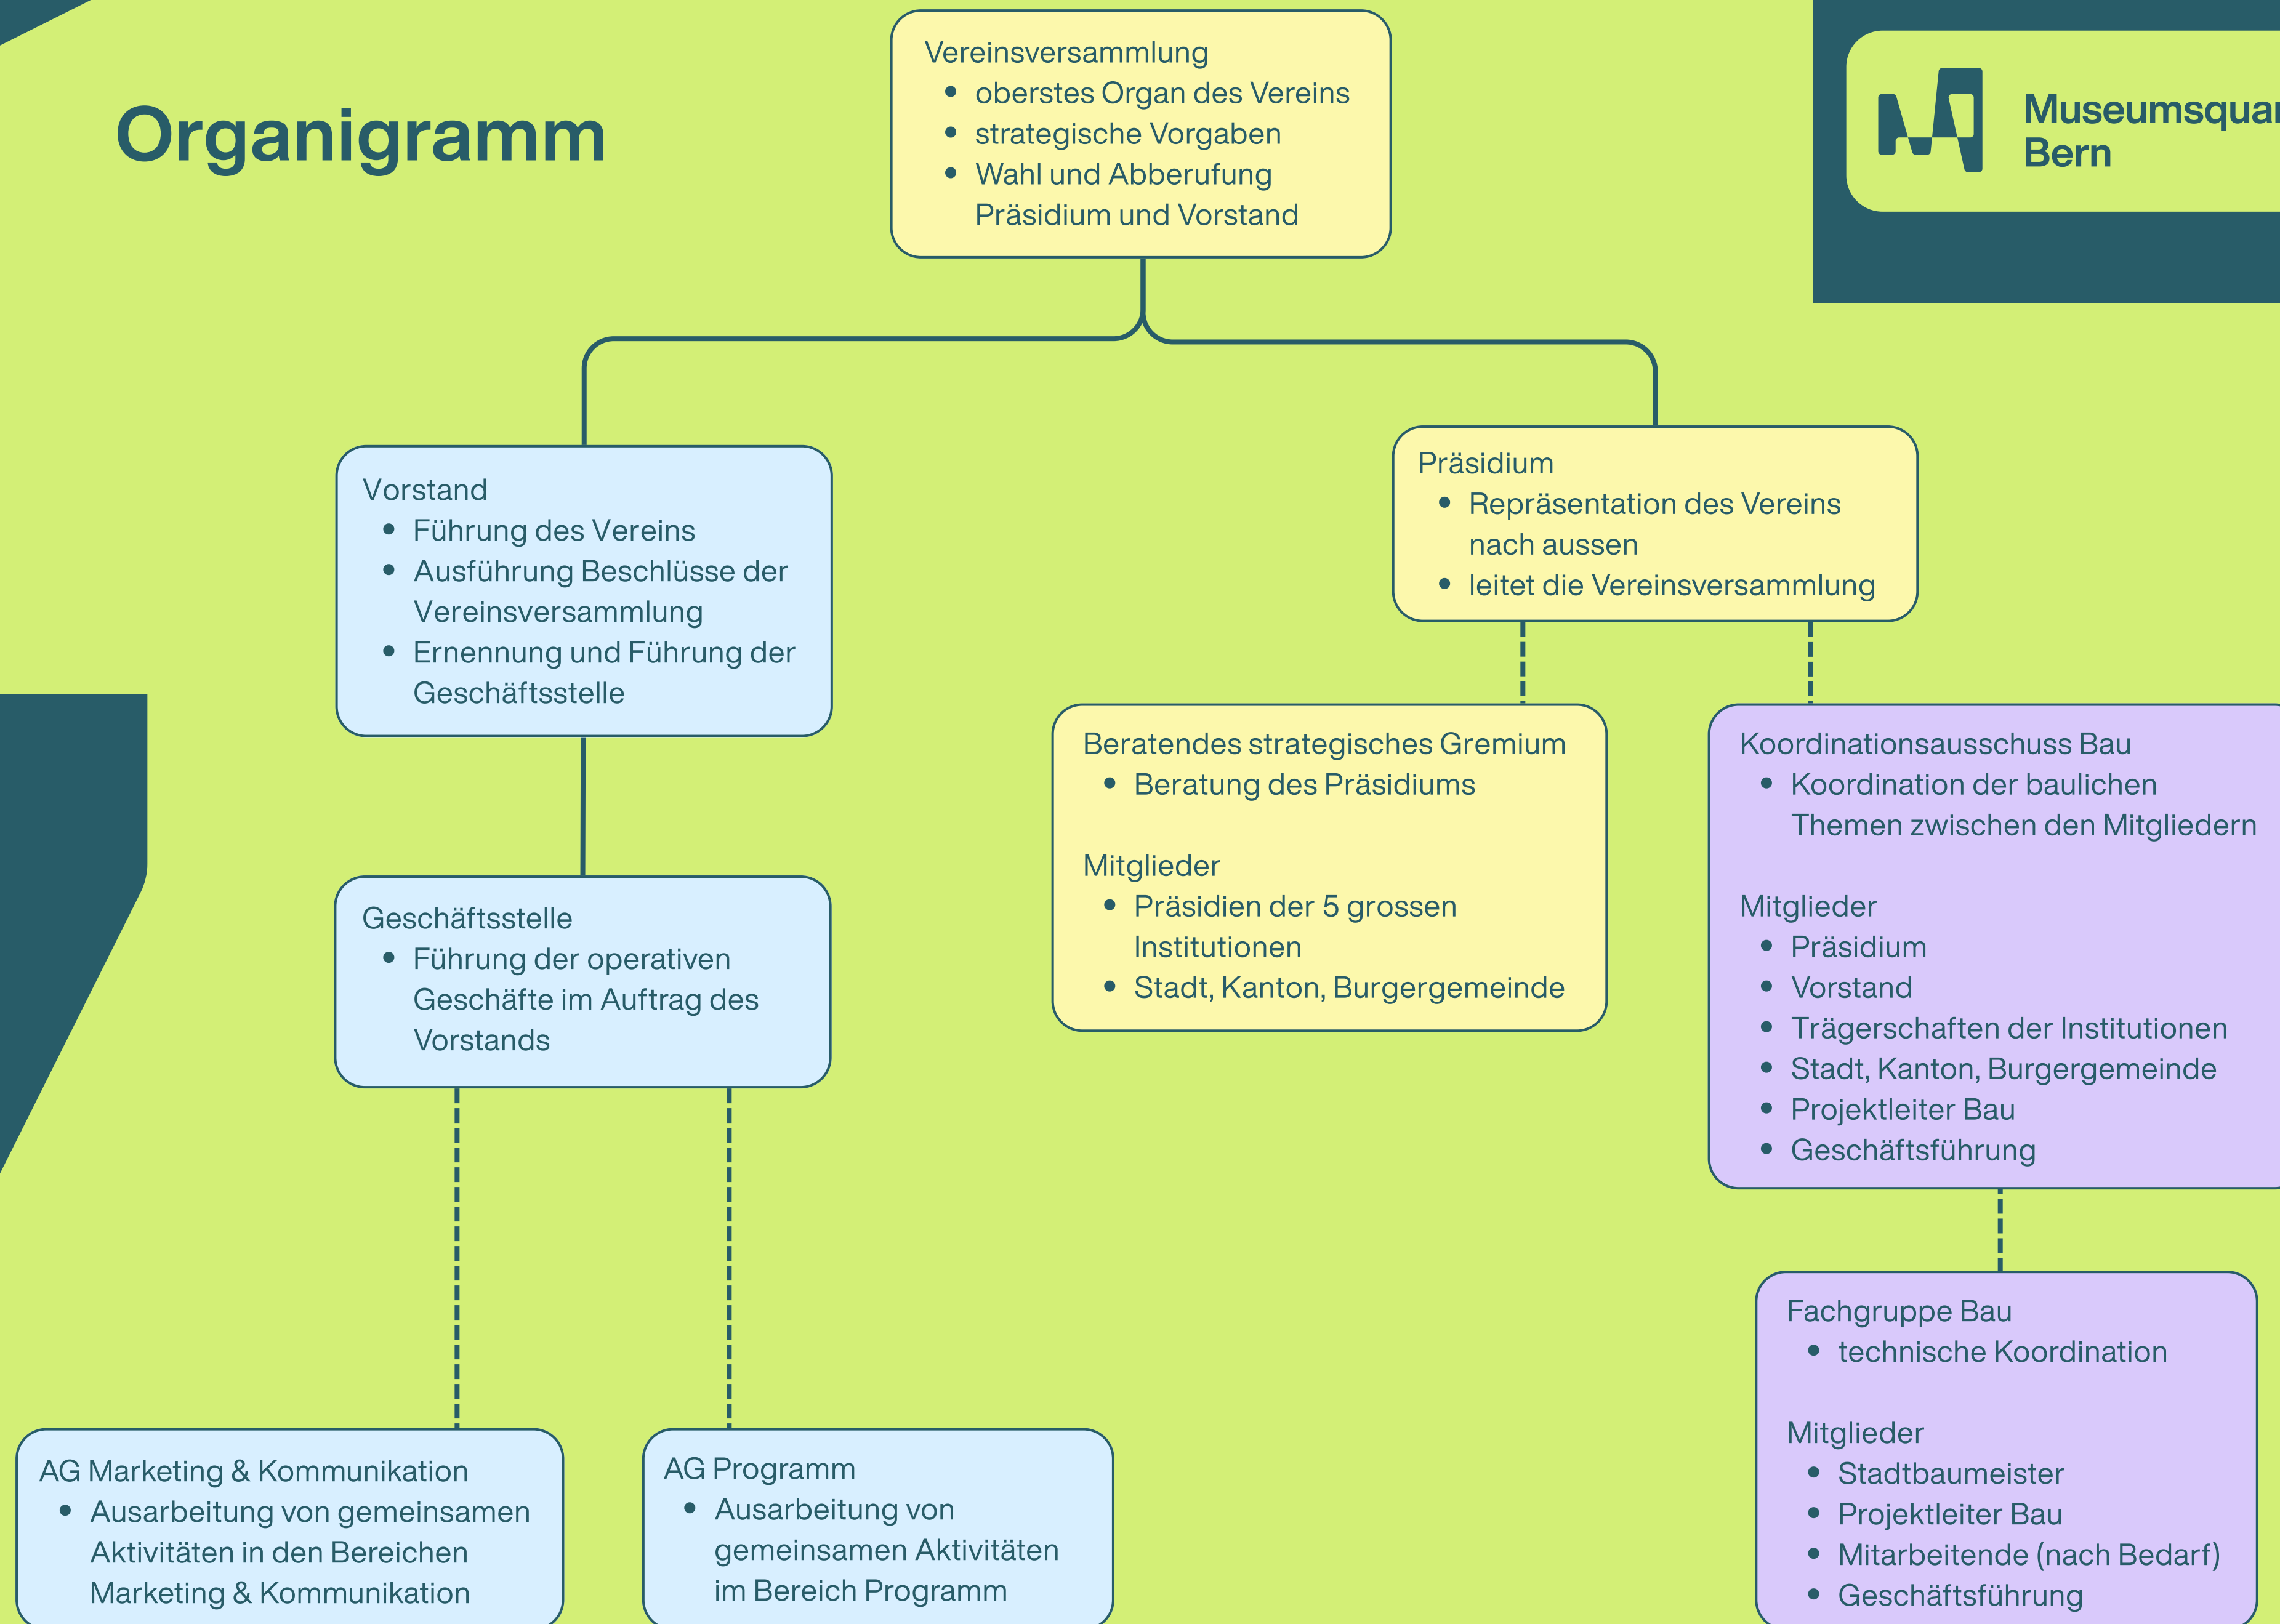 Organigramm
Vereinsversammlung
• oberstes Organ des Vereins
• strategische Vorgaben
• Wahl und Abberufung
Präsidium und Vorstand
Bern
Vorstand
• Führung des Vereins
• Ausführung Beschlüsse der
Vereinsversammlung
• Ernennung und Führung der
Geschäftsstelle
Präsidium
• Repräsentation des Vereins
nach aussen
• leitet die Vereinsversammlung
Beratendes strategisches Gremium
• Beratung des Präsidiums
Mitglieder
• Präsidien der 5 grossen
Institutionen
• Stadt, Kanton, Burgergemeinde
Koordinationsausschuss Bau
• Koordination der baulichen
Themen zwischen den Mitgliedern
Mitglieder
• Präsidium
• Vorstand
• Trägerschaften der Institutionen
• Stadt, Kanton, Burgergemeinde
• Projektleiter Bau
• Geschäftsführung
Geschäftsstelle
• Führung der operativen
Geschäfte im Auftrag des
Vorstands
Fachgruppe Bau
• technische Koordination
Mitglieder
• Stadtbaumeister
• Projektleiter Bau
• Mitarbeitende (nach Bedarf)
• Geschäftsführung
AG Marketing & Kommunikation
• Ausarbeitung von gemeinsamen
Aktivitäten in den Bereichen
Marketing & Kommunikation
AG Programm
• Ausarbeitung von
gemeinsamen Aktivitäten
im Bereich Programm